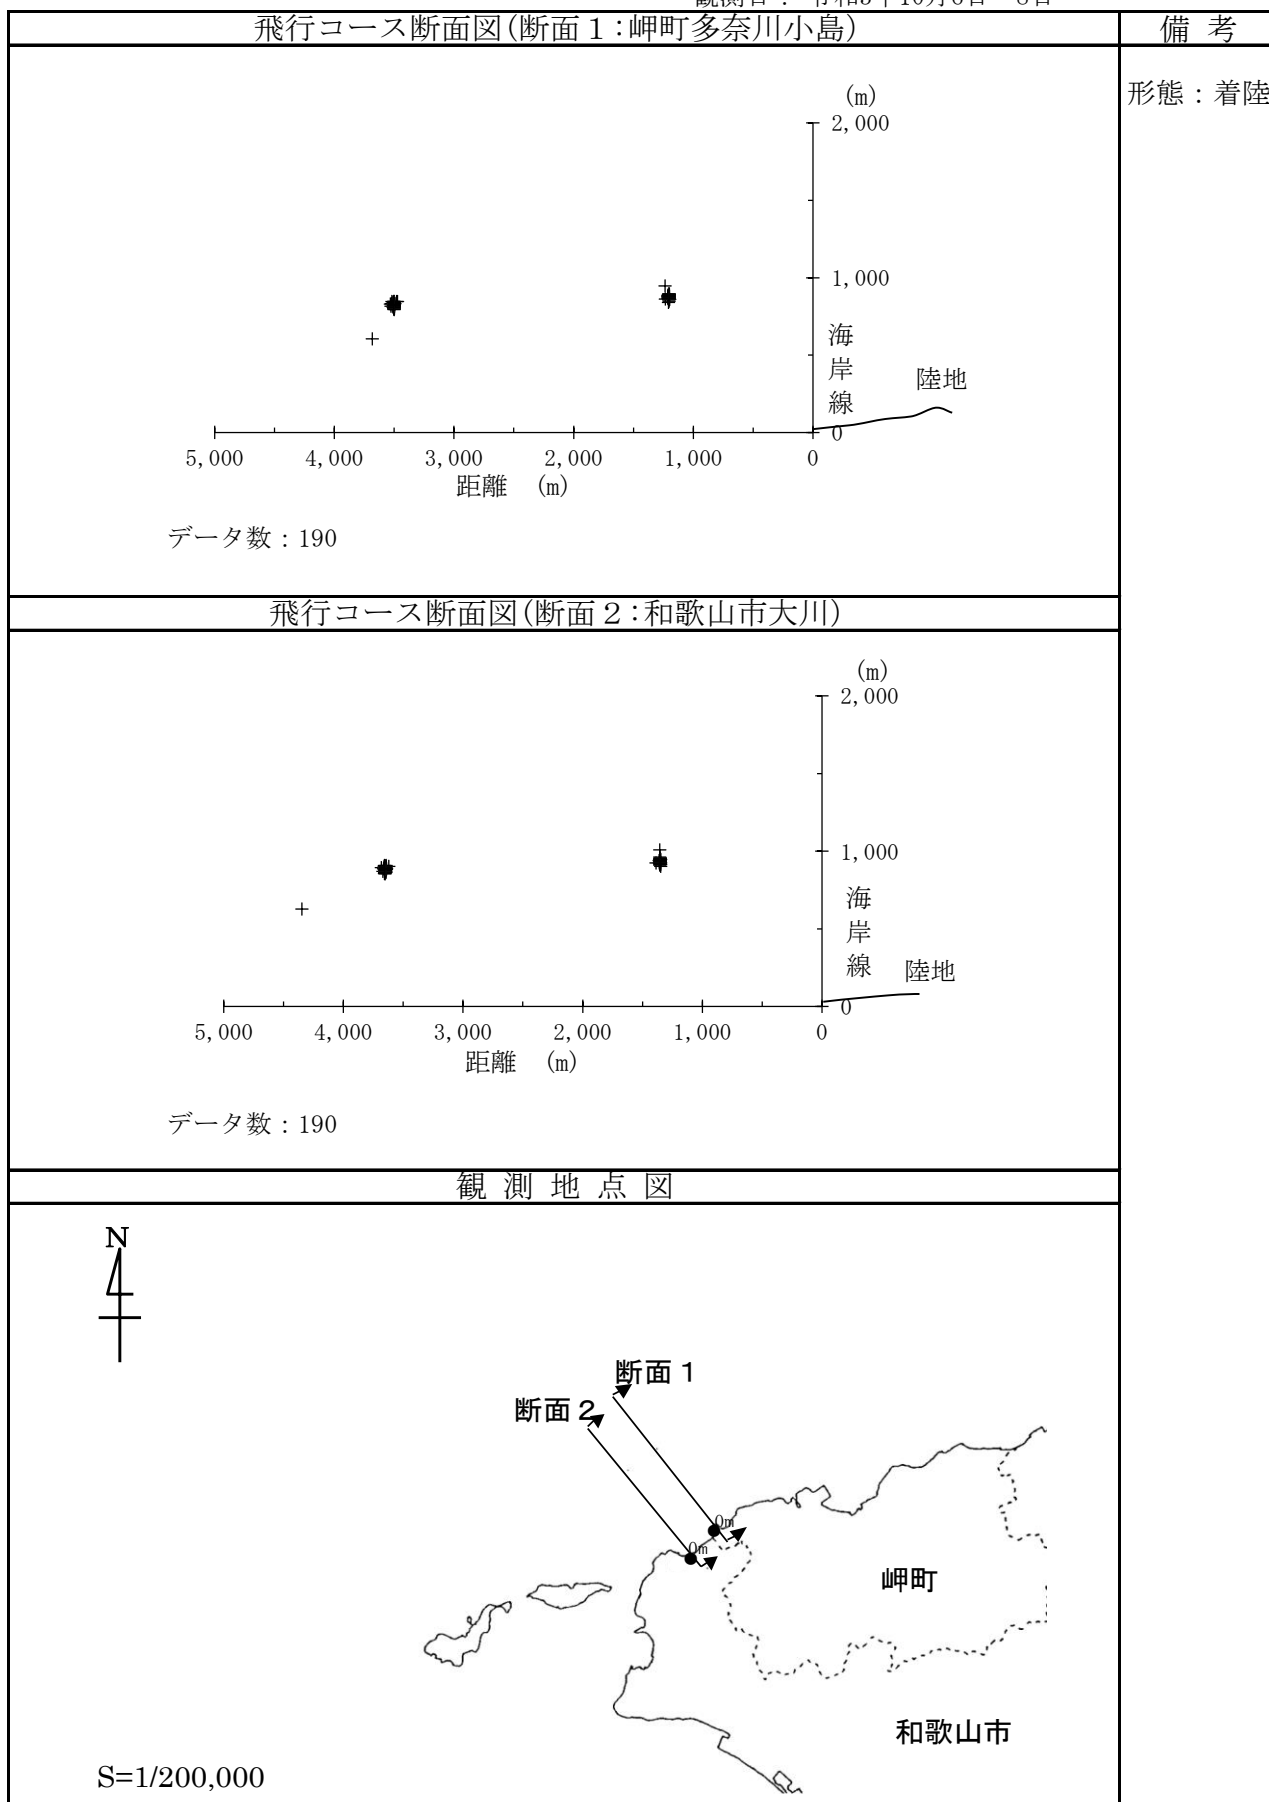 飛行コース断面図(断面１:岬町多奈川小島)
備 考
形態：着陸
(m)
2,000
1,000
海岸線
陸地
0
5,000 4,000 3,000 2,000 1,000 0
距離 (m)
データ数：190
飛行コース断面図(断面２:和歌山市大川)
(m)
2,000
1,000
海岸線
陸地
0
5,000 4,000 3,000 2,000 1,000 0
距離 (m)
データ数：190
観 測 地 点 図
N
断面１
断面２
0m
0m
岬町
和歌山市
S=1/200,000